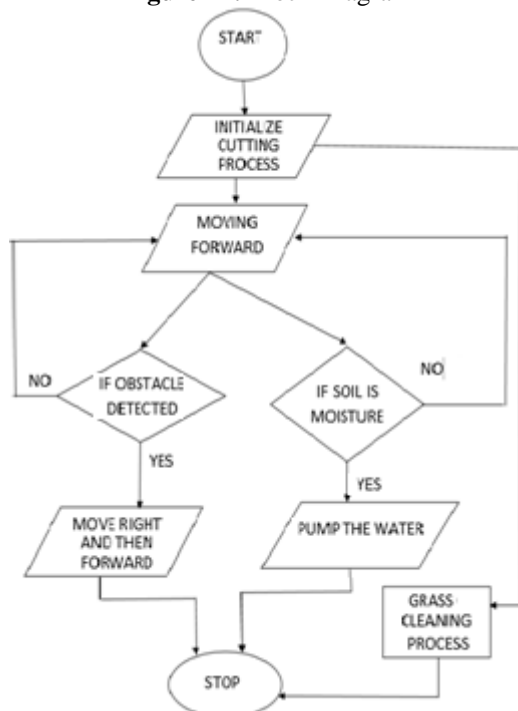 START
INITIALIZE
CUTTING
PROCESS
MOVING
FORWARD
NO
IF OBSTACLE
DETECTED
YES
IF SOIL IS
MOISTURE
NO
YES
MOVE RIGHT
AND THEN
FORWARD
PUMP THE WATER
GRASS
CLEANING
PROCESS
STOP